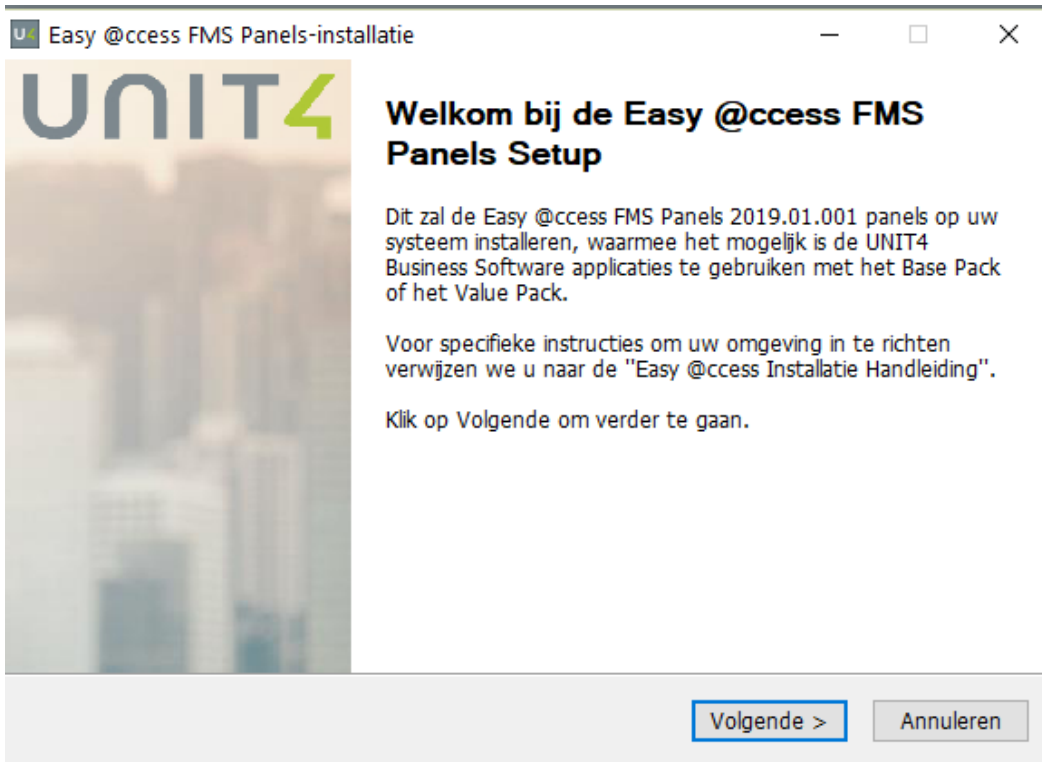 U4 Easy @ccess FMS Panels-installatie
UNIT4
Welkom bij de Easy @ccess FMS
Panels Setup
Dit zal de Easy @ccess FMS Panels 2019.01.001 panels op uw
systeem installeren, waarmee het mogelijk is de UNIT4
Business Software applicaties te gebruiken met het Base Pack
of het Value Pack.
Voor specifieke instructies om uw omgeving in te richten
verwijzen we u naar de "Easy @ccess Installatie Handleiding".
Klik op Volgende om verder te gaan.
Volgende >
Annuleren